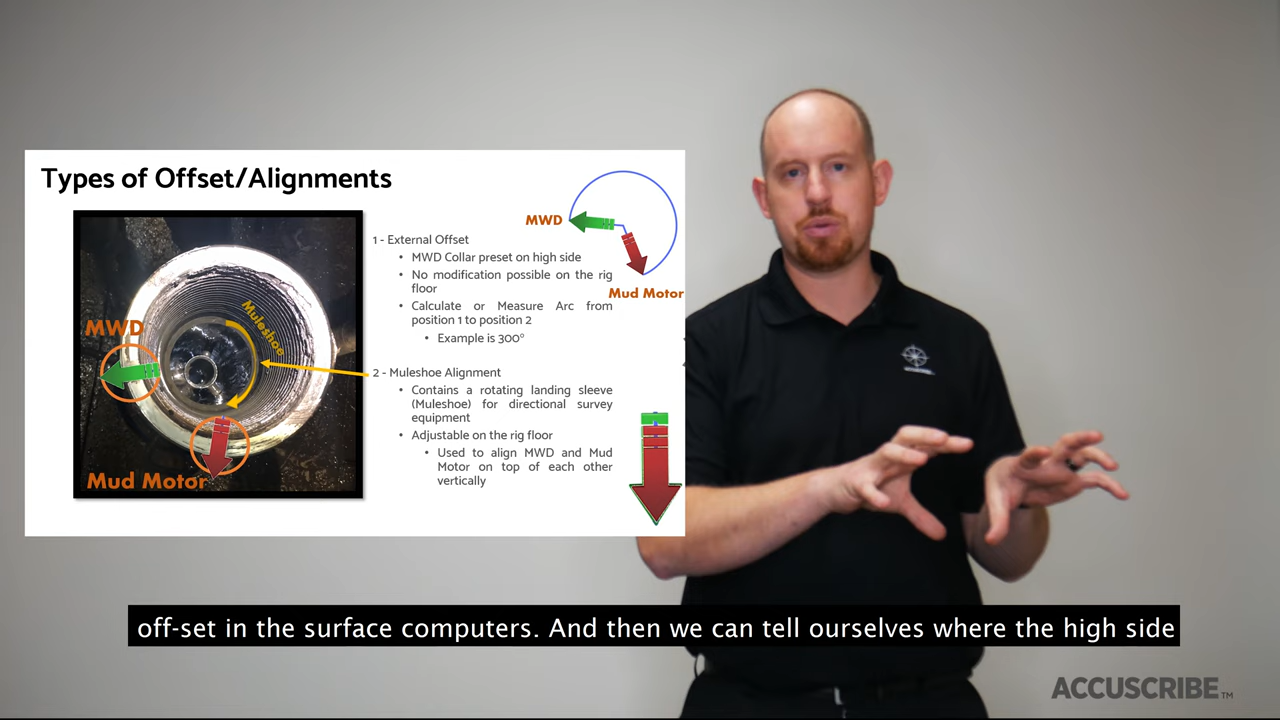 Types of Offset/Alignments
MWD
Muleshoe
Mud Motor
1 - External Offset
• MWD Collar preset on high side
• No modification possible on the rig
floor
• Calculate or Measure Arc from
position 1 to position 2
• Example is 300°
2 - Muleshoe Alignment
• Contains a rotating landing sleeve
(Muleshoe) for directional survey
equipment
• Adjustable on the rig floor
• Used to align MWD and Mud
Motor on top of each other
vertically
MWD
Mud Motor
ACCUSCRIBE
off-set in the surface computers. And then we can tell ourselves where the high side
ACCUSCRIBE™